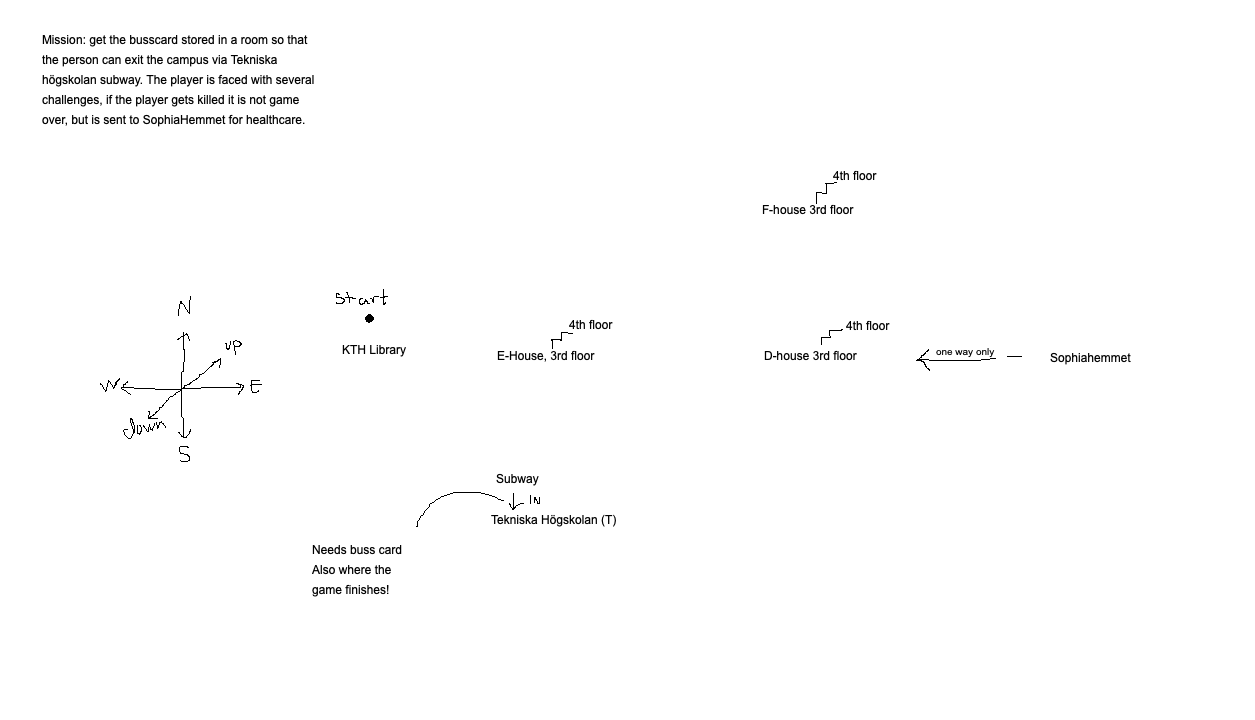 Mission: get the busscard stored in a room so that
the person can exit the campus via Tekniska
högskolan subway. The player is faced with several
challenges, if the player gets killed it is not game
over, but is sent to SophiaHemmet for healthcare.
4th floor
F-house 3rd floor
N
up
W
E
down
S
Start
KTH Library
4th floor
E-House, 3rd floor
4th floor
D-house 3rd floor
one way only
Sophiahemmet
Subway
IN
Tekniska Högskolan (T)
Needs buss card
Also where the
game finishes!